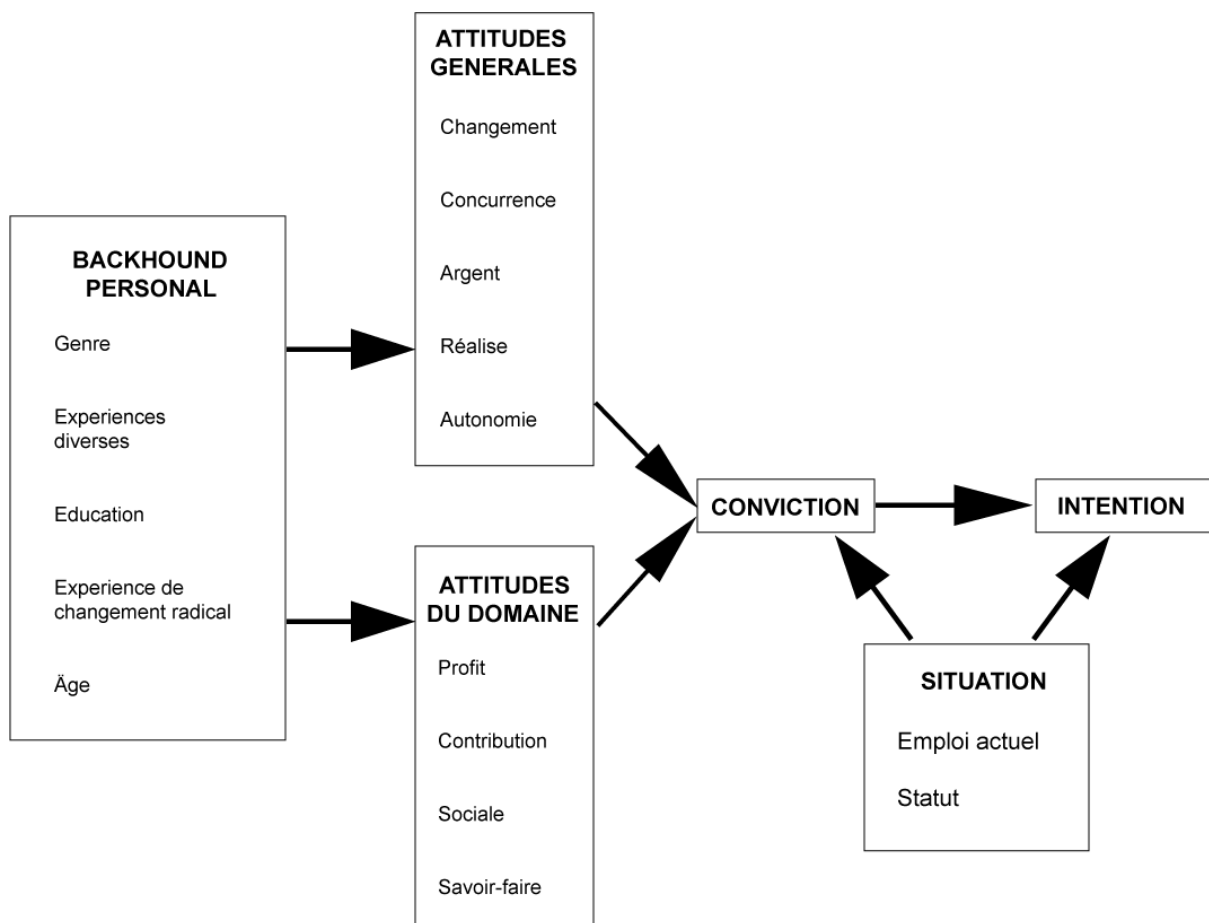 BACKHOUND
PERSONAL
Genre
Experiences
diverses
Education
Experience de
changement radical
Äge
ATTITUDES
GENERALES
Changement
Concurrence
Argent
Réalise
Autonomie
ATTITUDES
DU DOMAINE
Profit
Contribution
Sociale
Savoir-faire
CONVICTION
INTENTION
SITUATION
Emploi actuel
Statut